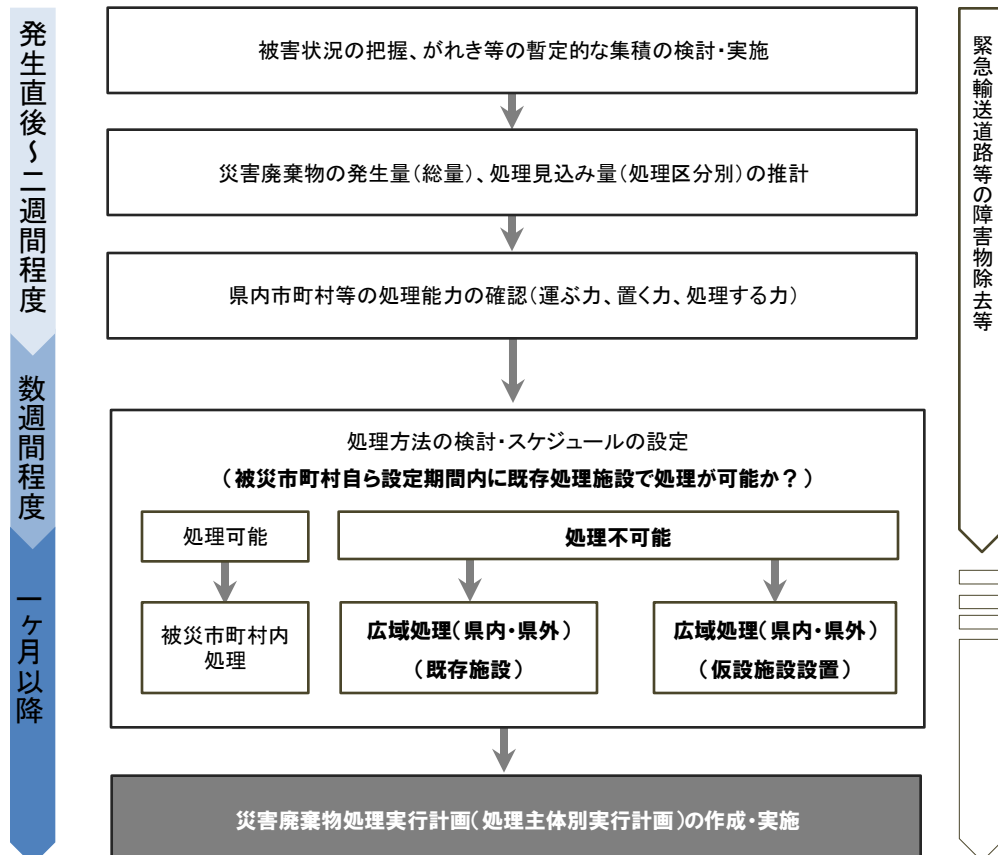 発生直後～二週間程度
数週間程度
一ヶ月以降
被害状況の把握、がれき等の暫定的な集積の検討・実施
災害廃棄物の発生量（総量）、処理見込み量（処理区分別）の推計
県内市町村等の処理能力の確認（運ぶ力、置く力、処理する力）
処理方法の検討・スケジュールの設定
（被災市町村自ら設定期間内に既存処理施設で処理が可能か？）
処理可能
処理不可能
被災市町村内
処理
広域処理（県内・県外）
（既存施設）
広域処理（県内・県外）
（仮設施設設置）
災害廃棄物処理実行計画（処理主体別実行計画）の作成・実施
緊急輸送道路等の障害物除去等